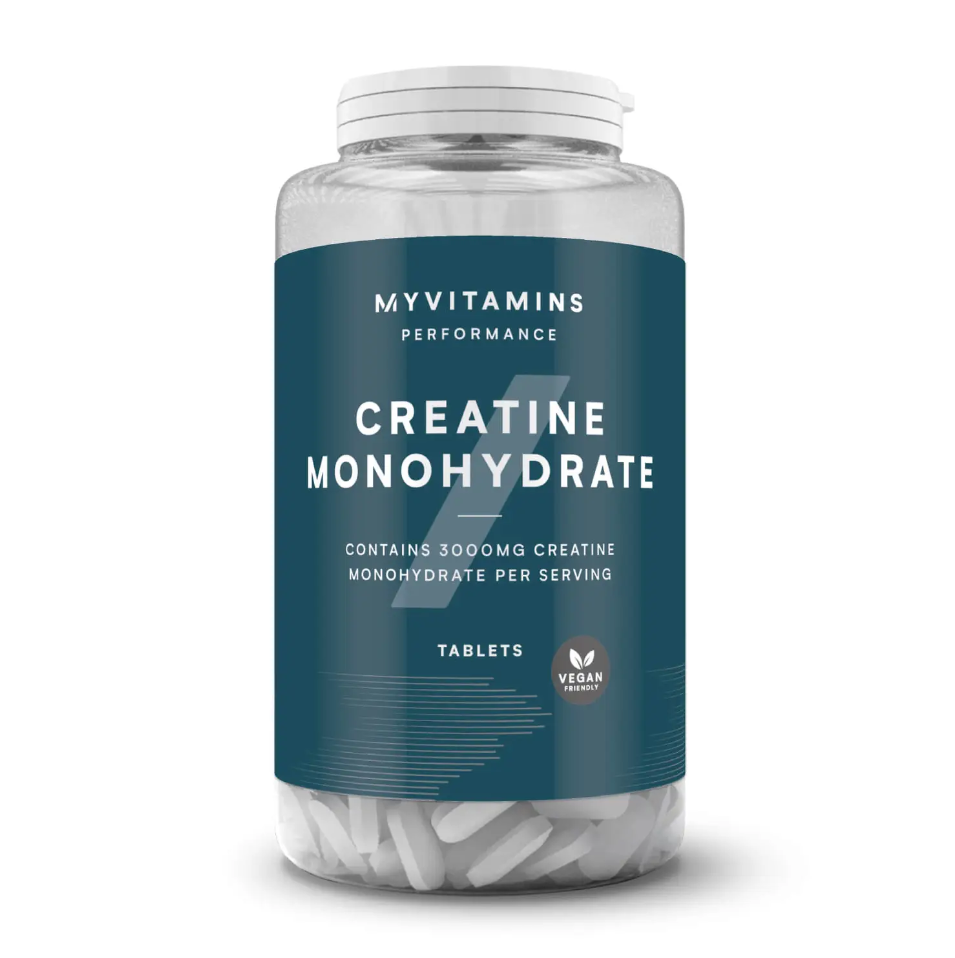 MYVITAMINS
PERFORMANCE
CREATINE
MONOHYDRATE
CONTAINS 3000MG CREATINE
MONOHYDRATE PER SERVING
TABLETS
VEGAN
FRIENDLY